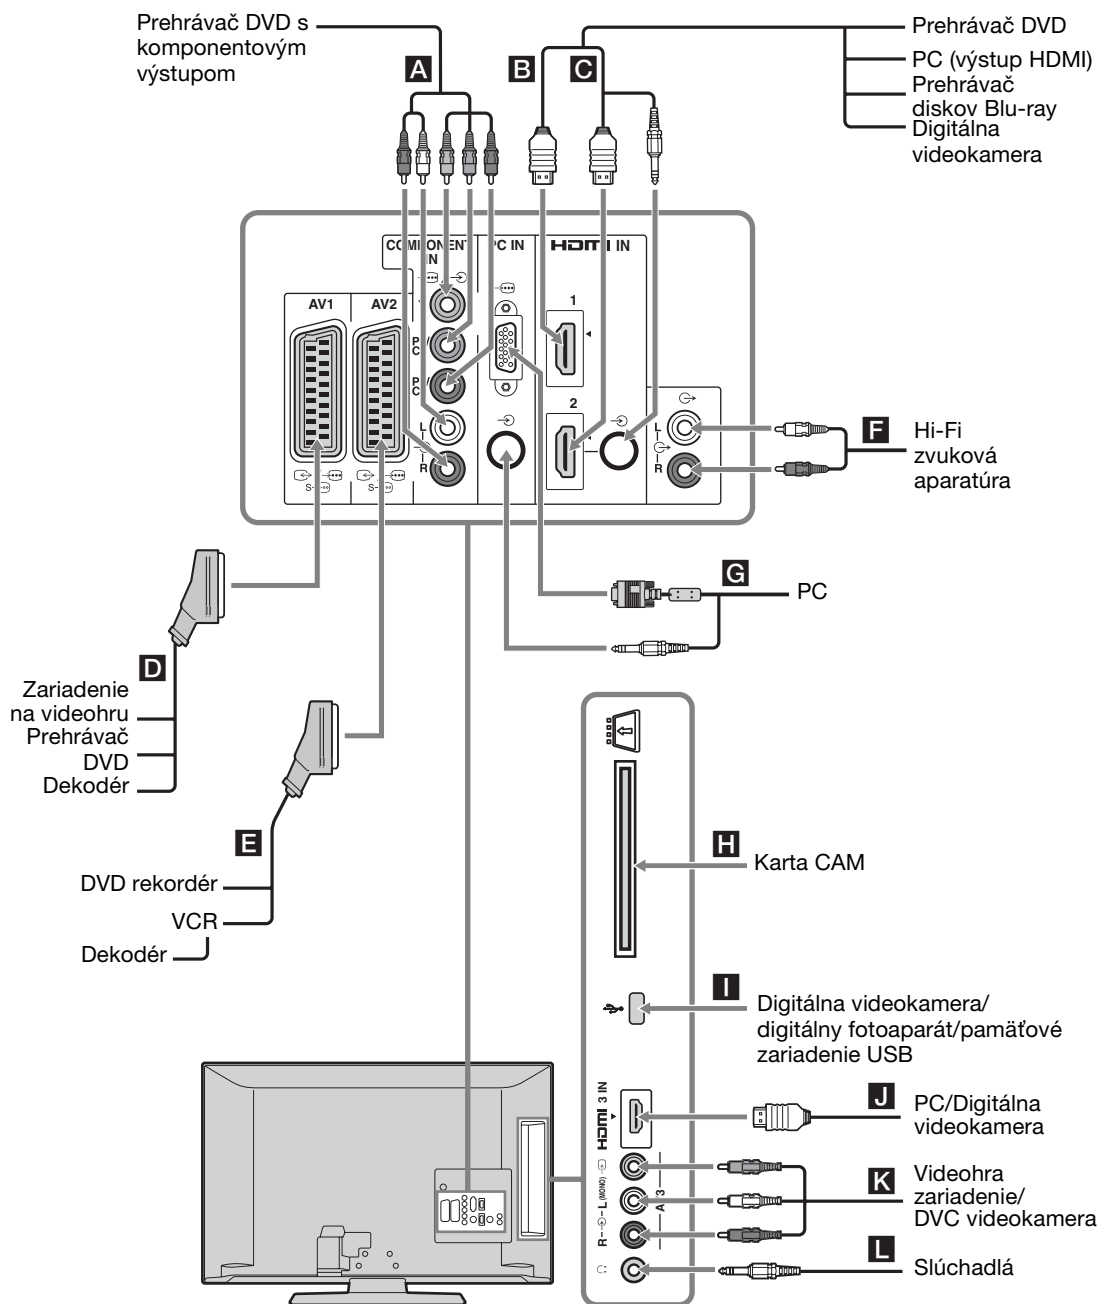 Prehrávač DVD s
komponentovým
výstupom
A
B
C
Prehrávač DVD
PC (výstup HDMI)
Prehrávač
diskov Blu-ray
Digitálna
videokamera
COMPONENT
IN
PC IN
HDMI IN
AV1
AV2
1
2
L
R
L
R
S
S
F
Hi-Fi
zvuková
aparatúra
G
PC
D
Zariadenie
na videohru
Prehrávač
DVD
Dekodér
E
DVD rekordér
VCR
Dekodér
H
Karta CAM
I
Digitálna videokamera/
digitálny fotoaparát/pamäťové
zariadenie USB
HDMI 3 IN
J
PC/Digitálna
videokamera
R
L (MONO)
K
Videohra
zariadenie/
DVC videokamera
L
Slúchadlá